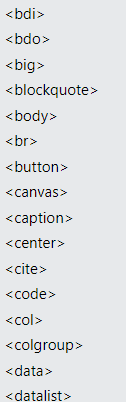 <bdi>
<bdo>
<big>
<blockquote>
<body>
<br>
<button>
<canvas>
<caption>
<center>
<cite>
<code>
<col>
<colgroup>
<data>
<datalist>